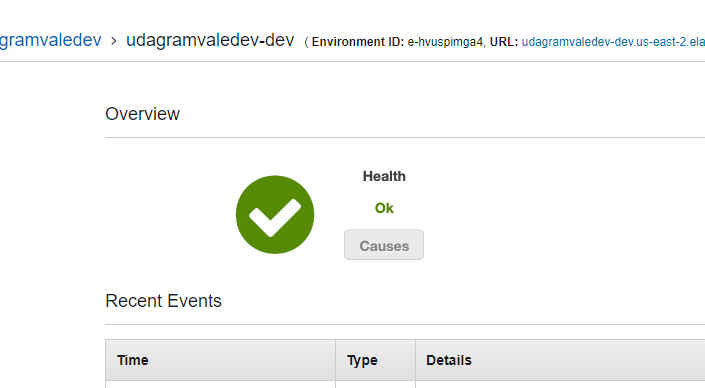 gramvaledev > udagramvaledev-dev ( Environment ID: e-hvuspimga4, URL: udagramvaledev-dev.us-east-2.ela
Overview
Health
Ok
Causes
Recent Events
Time Type Details